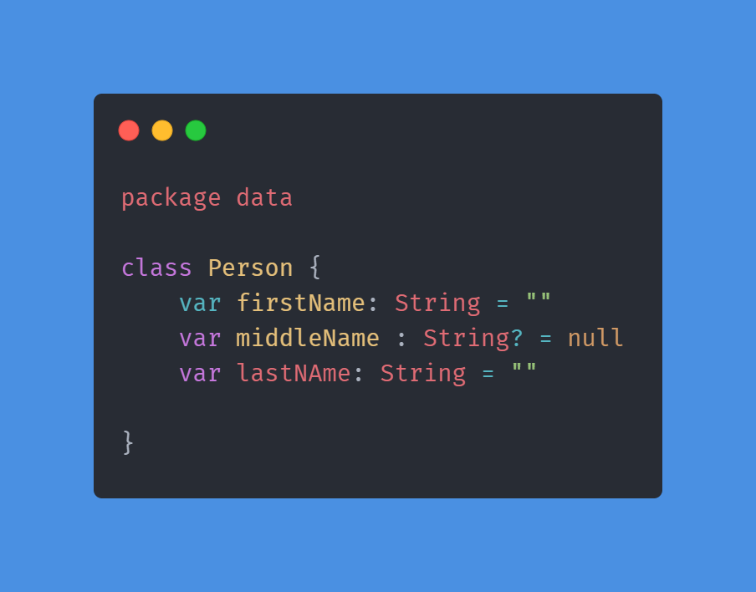 package data
class Person {
    var firstName: String = ""
    var middleName : String? = null
    var lastNAme: String = ""
}